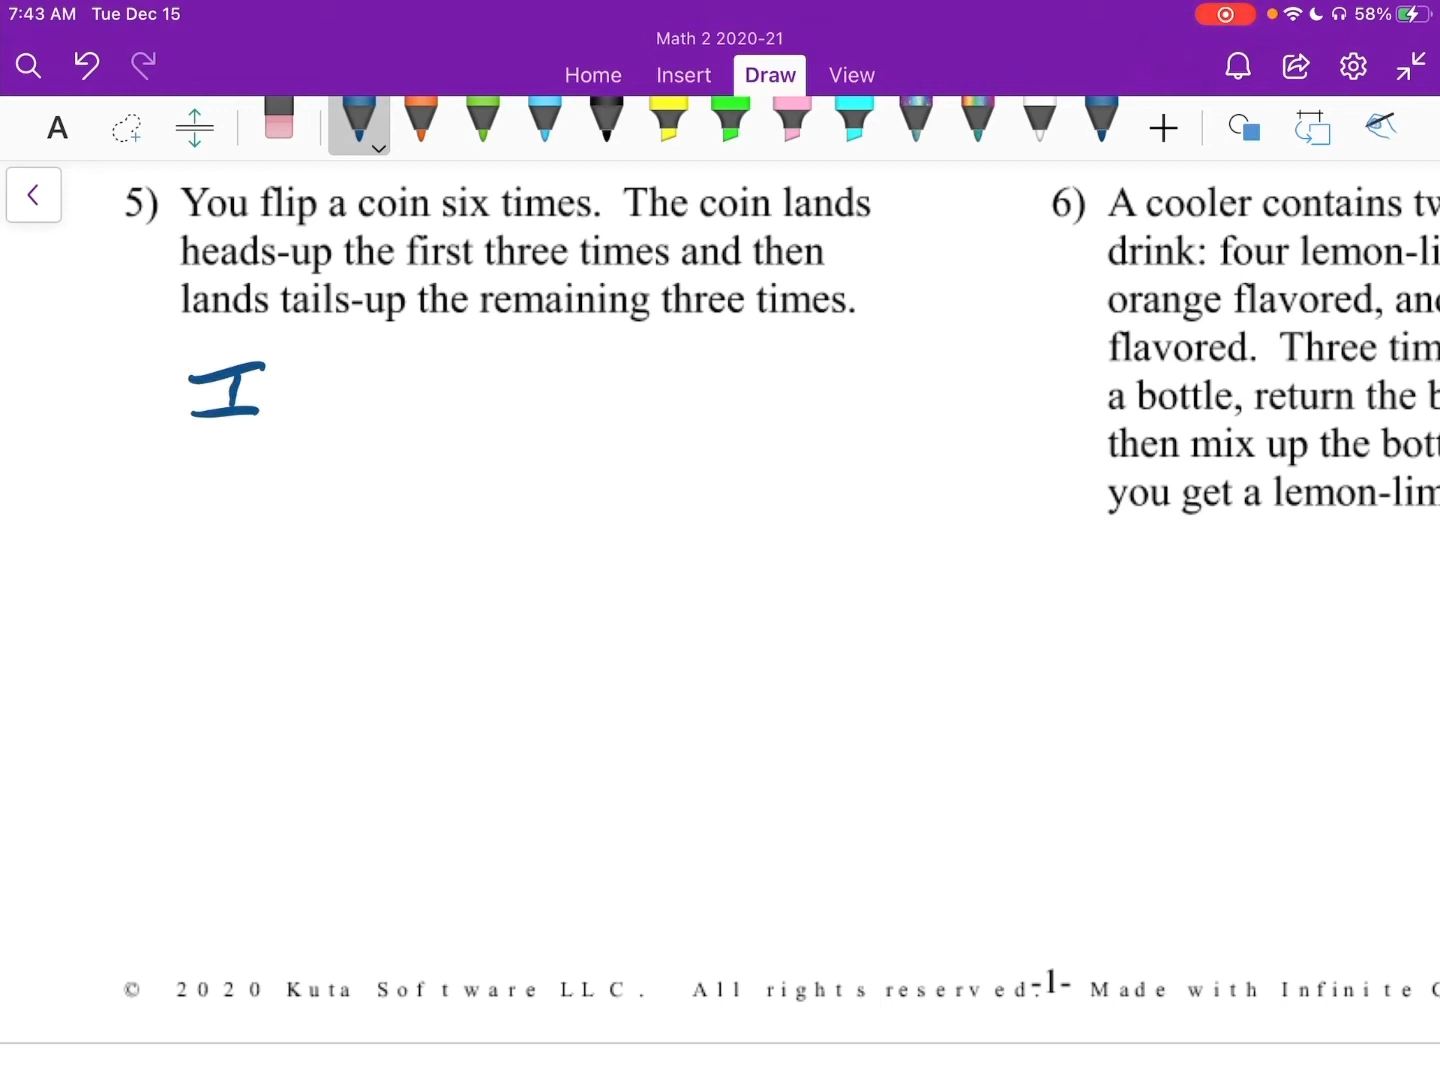 7:43 AM Tue Dec 15
58%
Math 2 2020-21
Home Insert Draw View
A
5) You flip a coin six times. The coin lands
heads-up the first three times and then
lands tails-up the remaining three times.
I
6) A cooler contains tw
drink: four lemon-li
orange flavored, and
flavored. Three tim
a bottle, return the b
then mix up the bott
you get a lemon-lim
© 2020 Kuta Software LLC. All rights reserved. -1- Made with Infinite